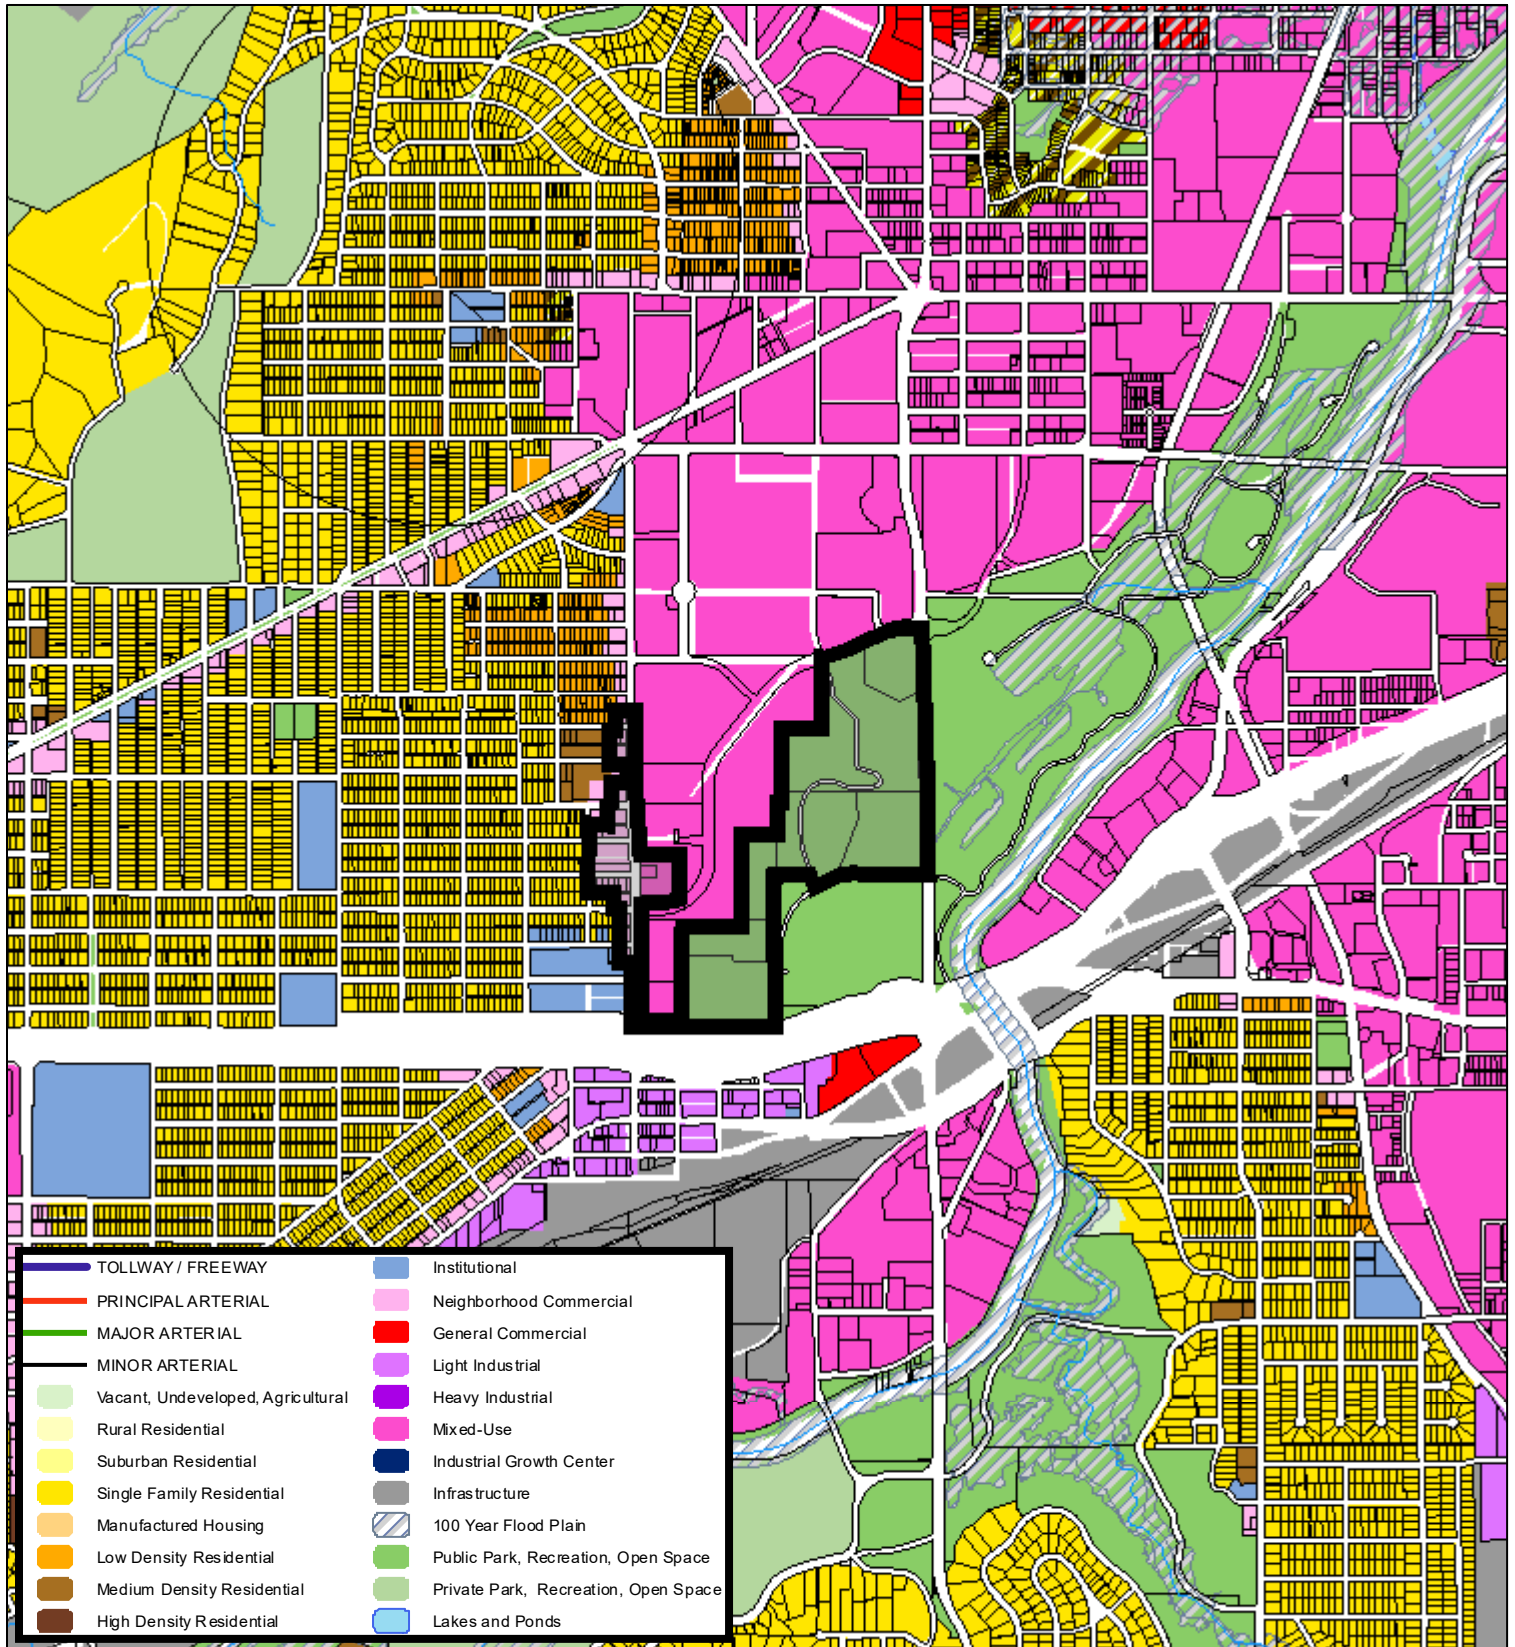 TOLLWAY / FREEWAY
PRINCIPAL ARTERIAL
MAJOR ARTERIAL
MINOR ARTERIAL
Vacant, Undeveloped, Agricultural
Rural Residential
Suburban Residential
Single Family Residential
Manufactured Housing
Low Density Residential
Medium Density Residential
High Density Residential
Institutional
Neighborhood Commercial
General Commercial
Light Industrial
Heavy Industrial
Mixed-Use
Industrial Growth Center
Infrastructure
100 Year Flood Plain
Public Park, Recreation, Open Space
Private Park, Recreation, Open Space
Lakes and Ponds